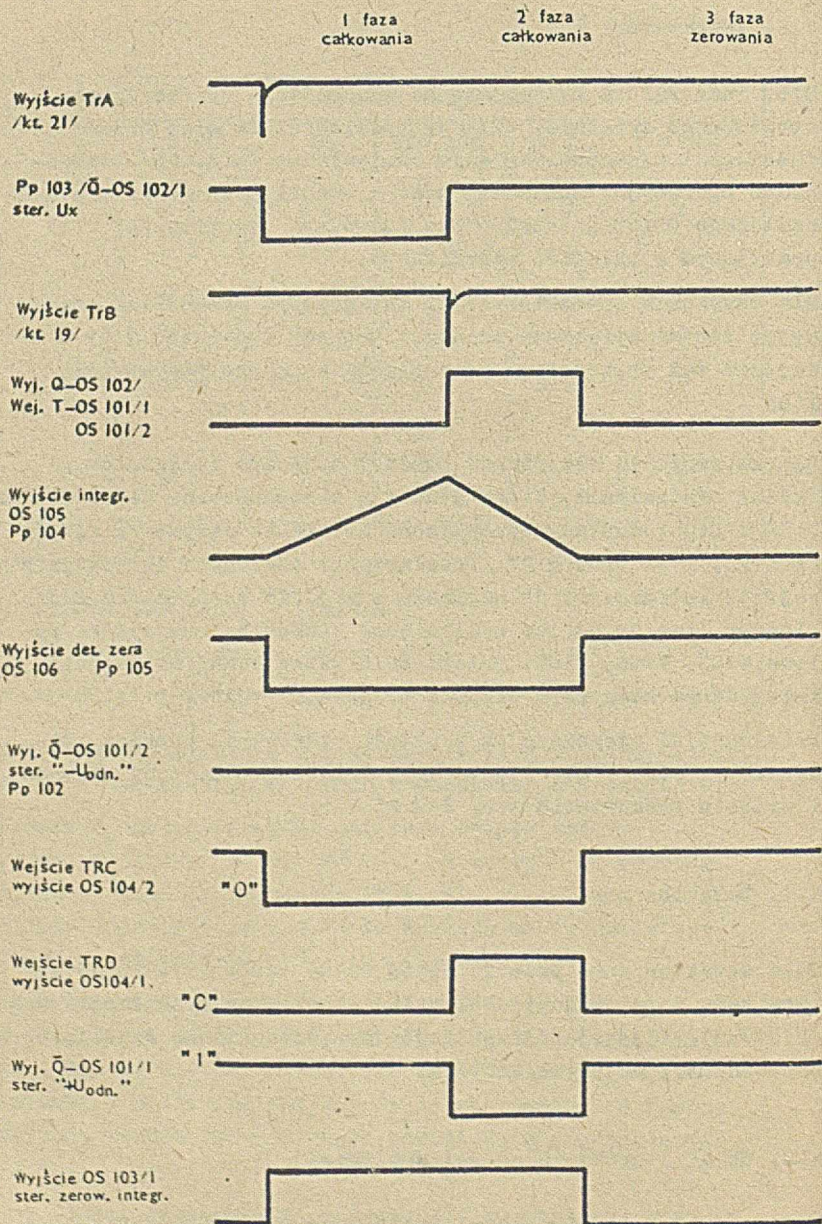 1 faza
całkowania
2 faza
całkowania
3 faza
zerowania
Wyjście TrA
/kt. 21/
Pp 103 /Q̄-OS 102/1
ster. Ux
Wyjście TrB
/kt. 19/
Wyj. Q-OS 102/
Wej. T-OS 101/1
OS 101/2
Wyjście integr.
OS 105
Pp 104
Wyjście det. zera
OS 106 Pp 105
Wyj. Q̄-OS 101/2
ster. "-Uodn."
Pp 102
Wejście TRC
wyjście OS 104/2 "0"
Wejście TRD
wyjście OS104/1. "C"
Wyj. Q̄-OS 101/1 "1"
ster. "+Uodn."
Wyjście OS 103/1
ster. zerow. integr.